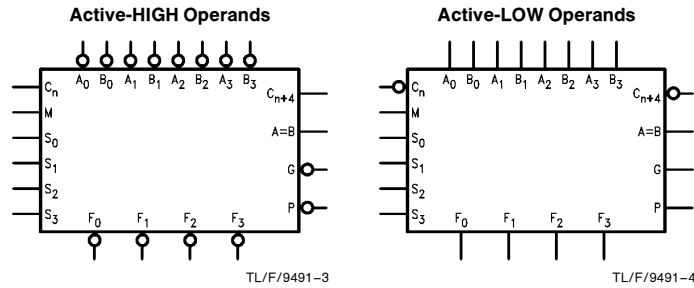 Active-HIGH Operands
A0 B0 A1 B1 A2 B2 A3 B3
Cn
M
S0
S1
S2
S3
Cn+4
A=B
G
P
F0 F1 F2 F3
TL/F/9491–3
Active-LOW Operands
A0 B0 A1 B1 A2 B2 A3 B3
Cn
M
S0
S1
S2
S3
Cn+4
A=B
G
P
F0 F1 F2 F3
TL/F/9491–4